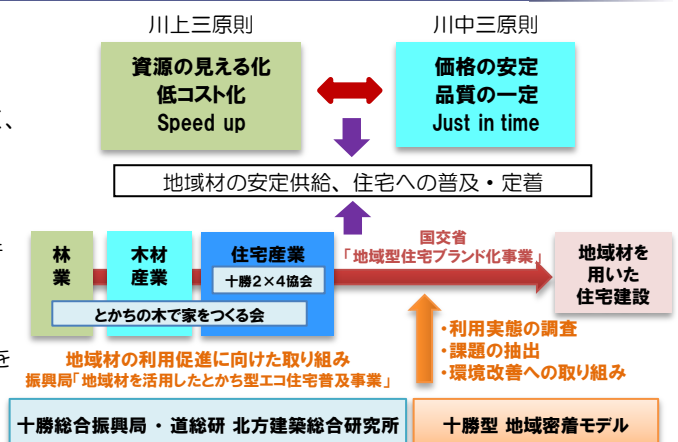 川上三原則
川中三原則
資源の見える化
低コスト化
Speed up
価格の安定
品質の一定
Just in time
、
地域材の安定供給、住宅への普及・定着
林
業
木材
産業
住宅産業
十勝2×4協会
とかちの木で家をつくる会
国交省
「地域型住宅ブランド化事業」
地域材を
用いた
住宅建設
・利用実態の調査
・課題の抽出
・環境改善への取り組み
を
地域材の利用促進に向けた取り組み
振興局「地域材を活用したとかち型エコ住宅普及事業」
十勝総合振興局・道総研 北方建築総合研究所
十勝型 地域密着モデル